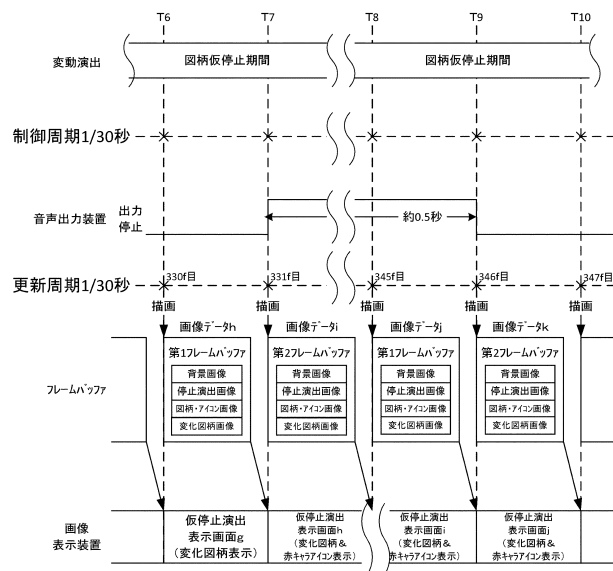 T6 T7 T8 T9 T10
変動演出
図柄仮停止期間
図柄仮停止期間
制御周期1/30秒
音声出力装置
出力
停止
約0.5秒
更新周期1/30秒
330f目 331f目 345f目 346f目 347f目
描画 描画 描画 描画 描画
画像データh 画像データi 画像データj 画像データk
フレームバッファ
第1フレームバッファ
背景画像
停止演出画像
図柄・アイコン画像
変化図柄画像
第2フレームバッファ
背景画像
停止演出画像
図柄・アイコン画像
変化図柄画像
第1フレームバッファ
背景画像
停止演出画像
図柄・アイコン画像
変化図柄画像
第2フレームバッファ
背景画像
停止演出画像
図柄・アイコン画像
変化図柄画像
画像
表示装置
仮停止演出
表示画面g
(変化図柄表示)
仮停止演出
表示画面h
(変化図柄&
赤キャラアイコン表示)
仮停止演出
表示画面i
(変化図柄&
赤キャラアイコン表示)
仮停止演出
表示画面j
(変化図柄&
赤キャラアイコン表示)